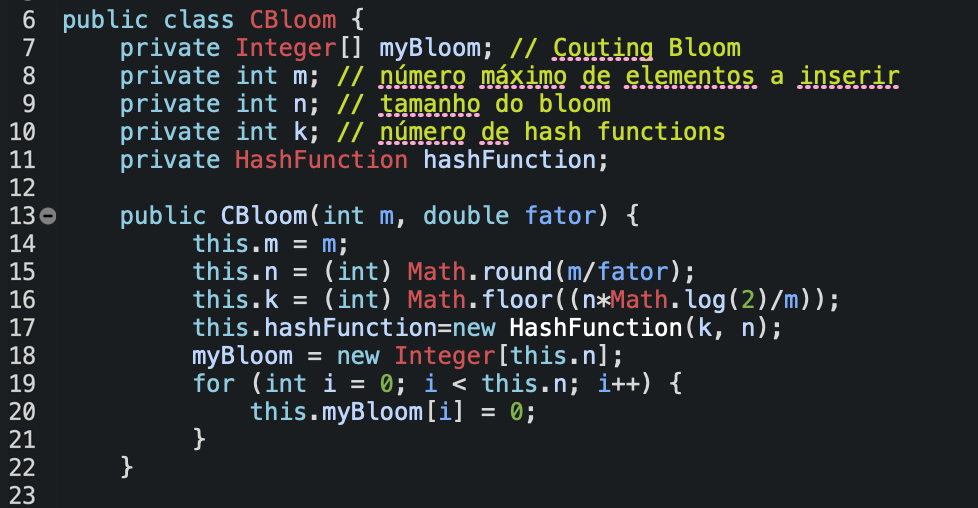 6 public class CBloom {
7 private Integer[] myBloom; // Couting Bloom
8 private int m; // número máximo de elementos a inserir
9 private int n; // tamanho do bloom
10 private int k; // número de hash functions
11 private HashFunction hashFunction;
12
13 public CBloom(int m, double fator) {
14 this.m = m;
15 this.n = (int) Math.round(m/fator);
16 this.k = (int) Math.floor((n*Math.log(2)/m));
17 this.hashFunction=new HashFunction(k, n);
18 myBloom = new Integer[this.n];
19 for (int i = 0; i < this.n; i++) {
20 this.myBloom[i] = 0;
21 }
22 }
23